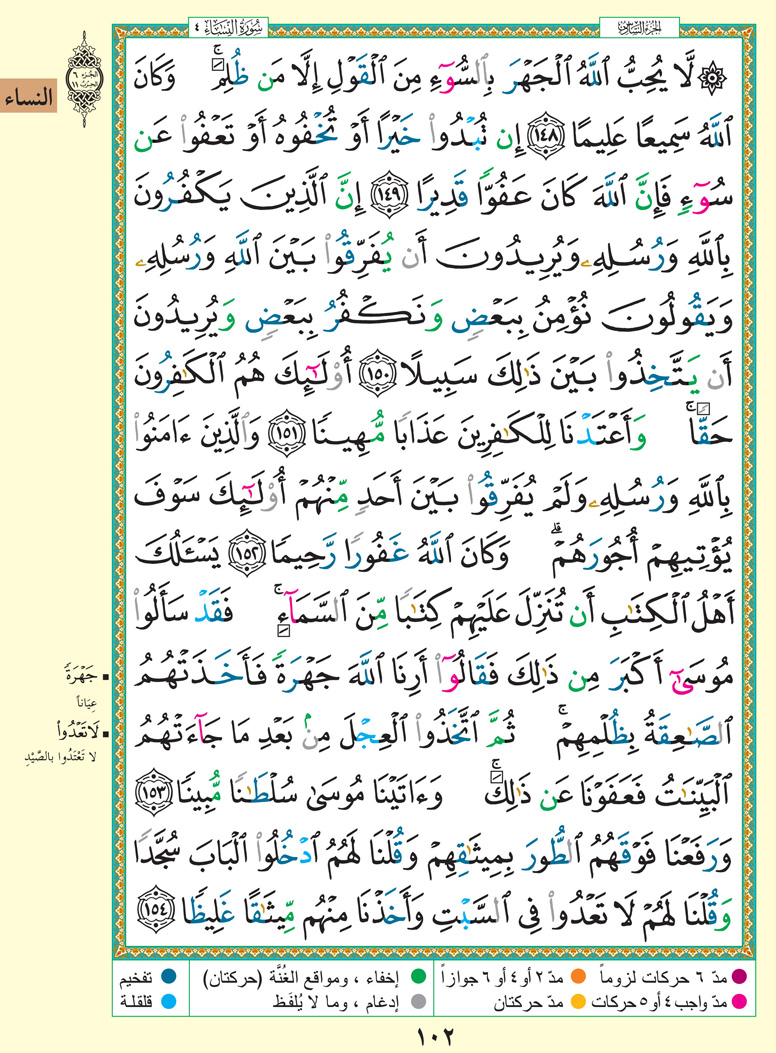 سُورَةُ النِّسَاء ٤
الجزء السادس
الجزء ٦
الحزب ١١
النساء
۞ لَّا يُحِبُّ ٱللَّهُ ٱلْجَهْرَ بِٱلسُّوٓءِ مِنَ ٱلْقَوْلِ إِلَّا مَن ظُلِمَ ۚ وَكَانَ
ٱللَّهُ سَمِيعًا عَلِيمًا ﴿١٤٨﴾ إِن تُبْدُوا۟ خَيْرًا أَوْ تُخْفُوهُ أَوْ تَعْفُوا۟ عَن
سُوٓءٍ فَإِنَّ ٱللَّهَ كَانَ عَفُوًّا قَدِيرًا ﴿١٤٩﴾ إِنَّ ٱلَّذِينَ يَكْفُرُونَ
بِٱللَّهِ وَرُسُلِهِۦ وَيُرِيدُونَ أَن يُفَرِّقُوا۟ بَيْنَ ٱللَّهِ وَرُسُلِهِۦ
وَيَقُولُونَ نُؤْمِنُ بِبَعْضٍ وَنَكْفُرُ بِبَعْضٍ وَيُرِيدُونَ
أَن يَتَّخِذُوا۟ بَيْنَ ذَٰلِكَ سَبِيلًا ﴿١٥٠﴾ أُو۟لَـٰٓئِكَ هُمُ ٱلْكَـٰفِرُونَ
حَقًّا ۚ وَأَعْتَدْنَا لِلْكَـٰفِرِينَ عَذَابًا مُّهِينًا ﴿١٥١﴾ وَٱلَّذِينَ ءَامَنُوا۟
بِٱللَّهِ وَرُسُلِهِۦ وَلَمْ يُفَرِّقُوا۟ بَيْنَ أَحَدٍ مِّنْهُمْ أُو۟لَـٰٓئِكَ سَوْفَ
يُؤْتِيهِمْ أُجُورَهُمْ ۗ وَكَانَ ٱللَّهُ غَفُورًا رَّحِيمًا ﴿١٥٢﴾ يَسْـَٔلُكَ
أَهْلُ ٱلْكِتَـٰبِ أَن تُنَزِّلَ عَلَيْهِمْ كِتَـٰبًا مِّنَ ٱلسَّمَآءِ ۚ فَقَدْ سَأَلُوا۟
مُوسَىٰٓ أَكْبَرَ مِن ذَٰلِكَ فَقَالُوٓا۟ أَرِنَا ٱللَّهَ جَهْرَةً فَأَخَذَتْهُمُ
ٱلصَّـٰعِقَةُ بِظُلْمِهِمْ ۚ ثُمَّ ٱتَّخَذُوا۟ ٱلْعِجْلَ مِنۢ بَعْدِ مَا جَآءَتْهُمُ
ٱلْبَيِّنَـٰتُ فَعَفَوْنَا عَن ذَٰلِكَ ۚ وَءَاتَيْنَا مُوسَىٰ سُلْطَـٰنًا مُّبِينًا ﴿١٥٣﴾
وَرَفَعْنَا فَوْقَهُمُ ٱلطُّورَ بِمِيثَـٰقِهِمْ وَقُلْنَا لَهُمُ ٱدْخُلُوا۟ ٱلْبَابَ سُجَّدًا
وَقُلْنَا لَهُمْ لَا تَعْدُوا۟ فِى ٱلسَّبْتِ وَأَخَذْنَا مِنْهُم مِّيثَـٰقًا غَلِيظًا ﴿١٥٤﴾
جَهْرَةً
عِيَاناً
لَا تَعْدُوا۟
لا تَعْتَدُوا بالصَّيْدِ
مدّ ٦ حركات لزوماً مدّ ٢ أو ٤ أو ٦ جوازاً إخفاء ، ومواقع الغُنَّة (حركتان) تفخيم
مدّ واجب ٤ أو ٥ حركات مدّ حركتان إدغام ، وما لا يُلفَظ قلقلة
١٠٢